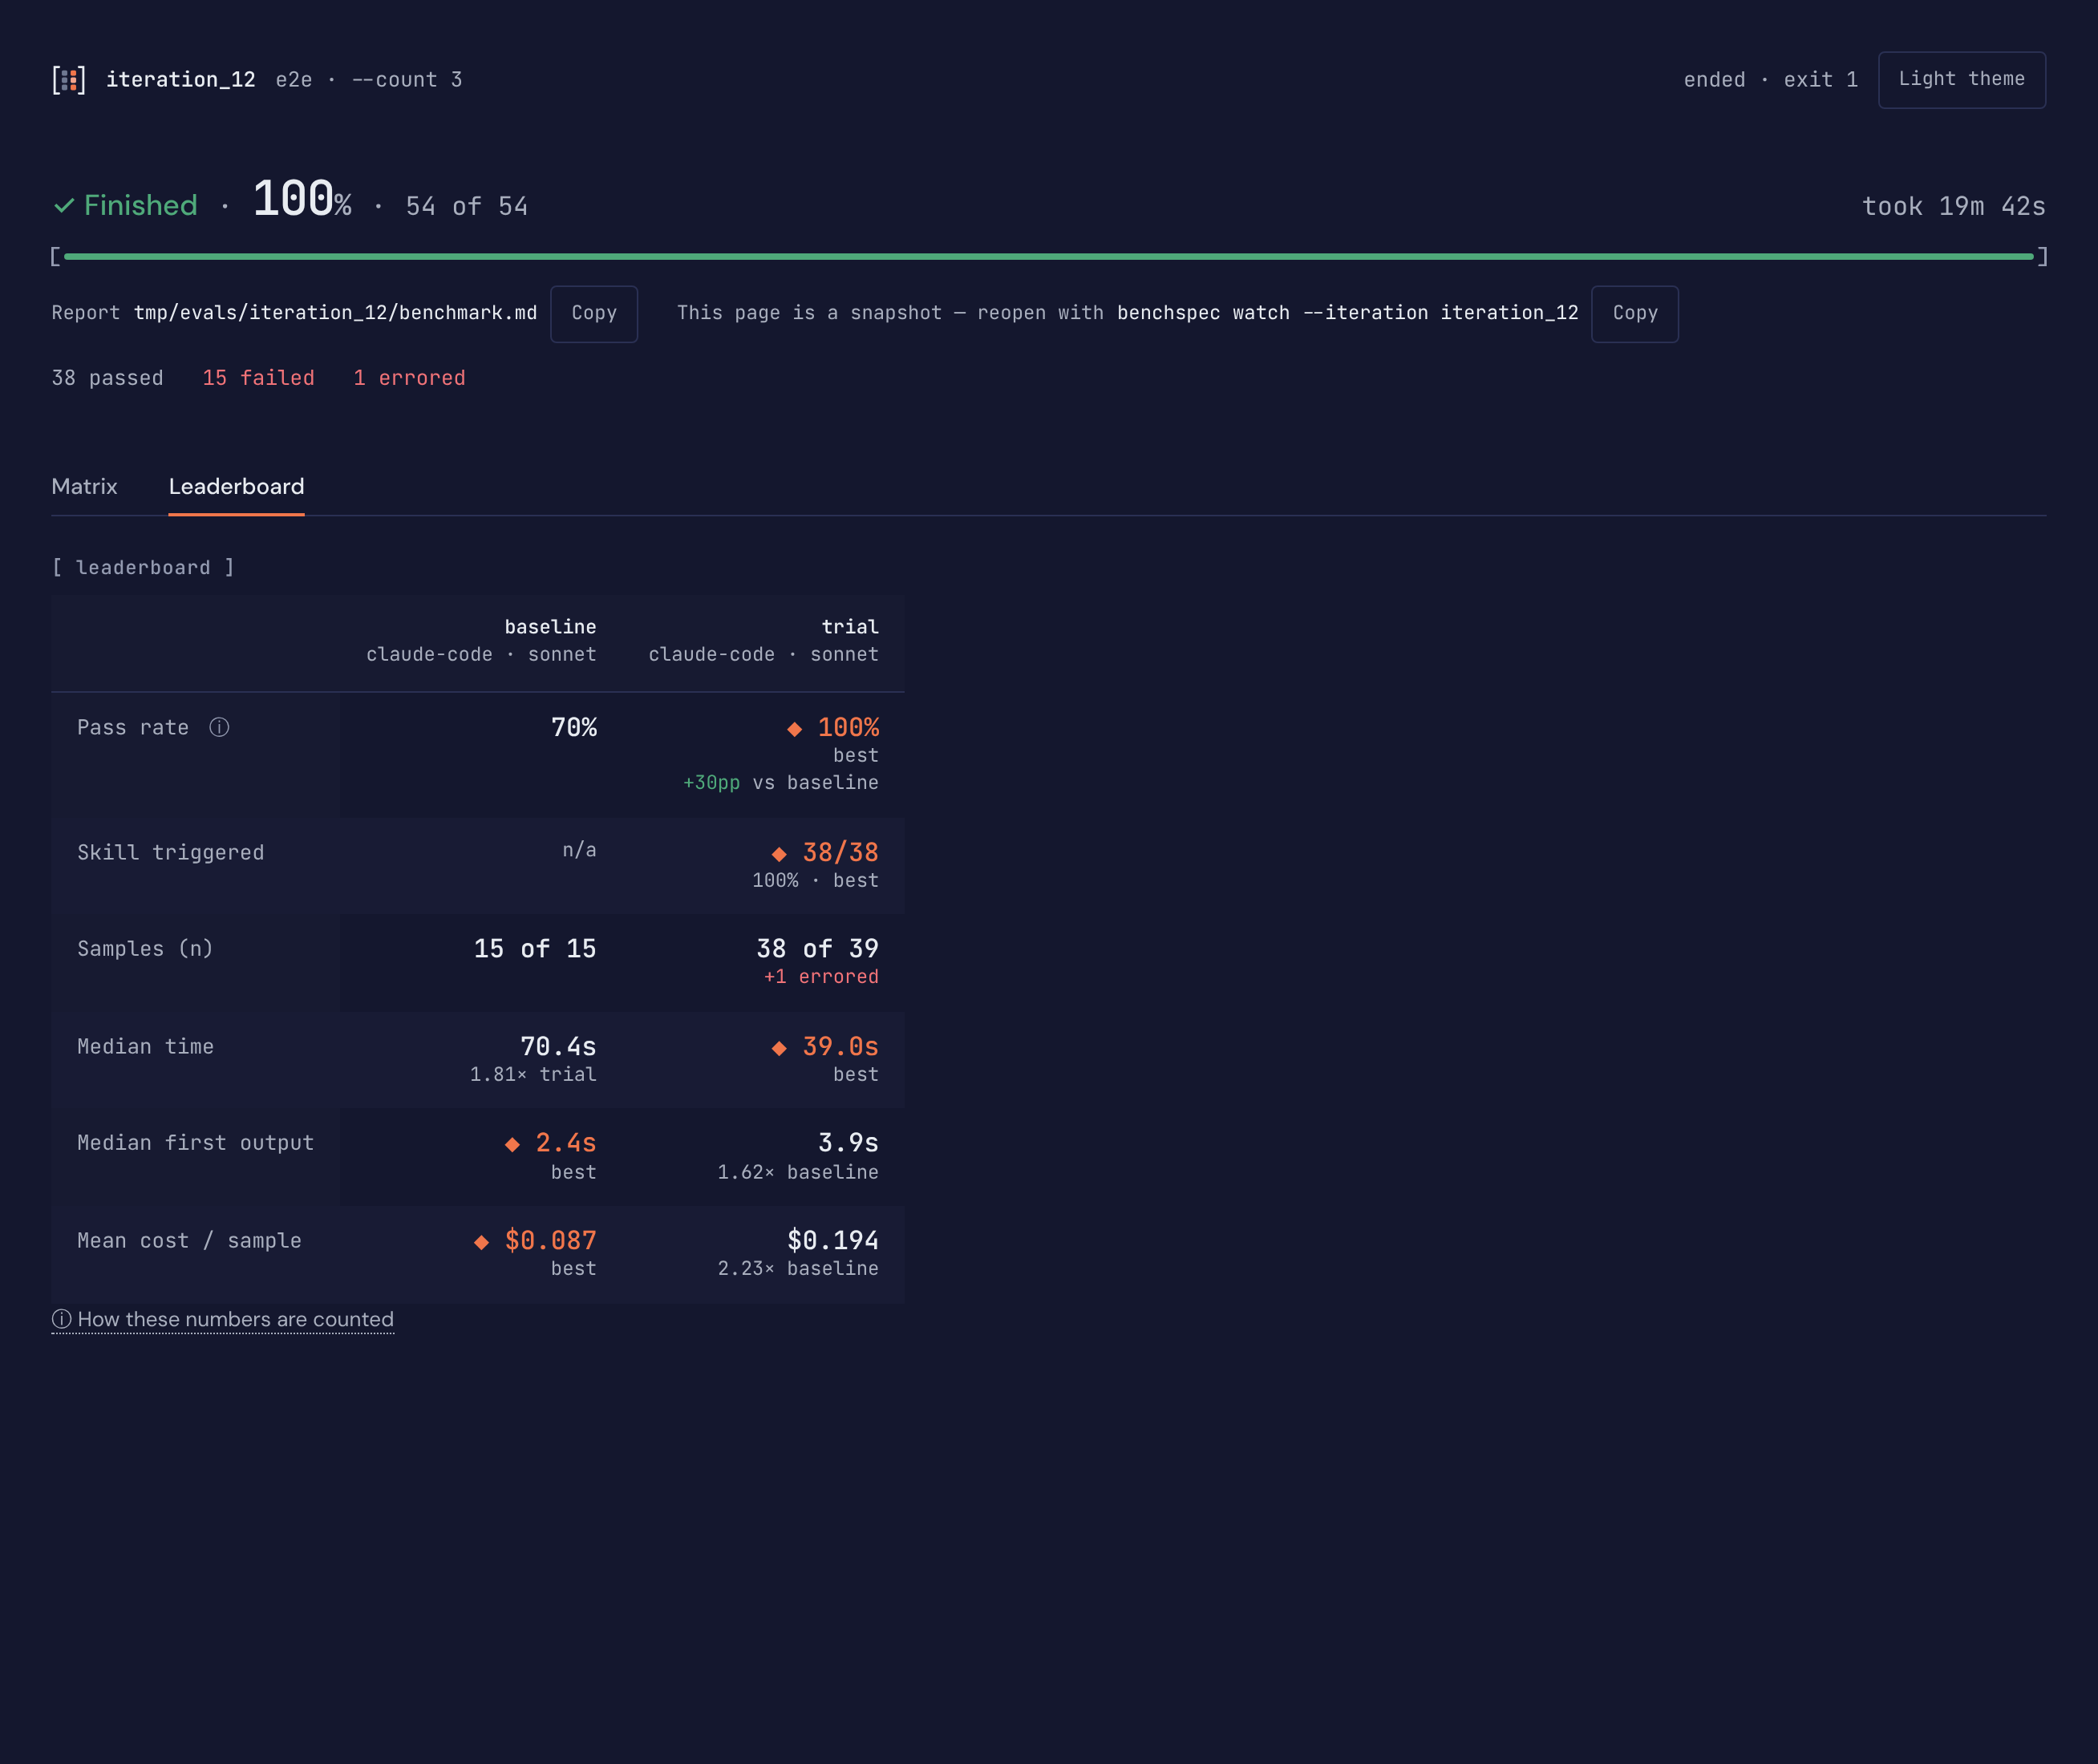 iteration_12 e2e · --count 3 ended · exit 1 Light theme
✓ Finished · 100% · 54 of 54 took 19m 42s
[ ]
Report tmp/evals/iteration_12/benchmark.md Copy This page is a snapshot — reopen with benchspec watch --iteration iteration_12 Copy
38 passed 15 failed 1 errored
Matrix Leaderboard
[ leaderboard ]
baseline trial
claude-code · sonnet claude-code · sonnet
Pass rate ⓘ 70% ◆ 100%
best
+30pp vs baseline
Skill triggered n/a ◆ 38/38
100% · best
Samples (n) 15 of 15 38 of 39
+1 errored
Median time 70.4s ◆ 39.0s
1.81× trial best
Median first output ◆ 2.4s 3.9s
best 1.62× baseline
Mean cost / sample ◆ $0.087 $0.194
best 2.23× baseline
ⓘ How these numbers are counted